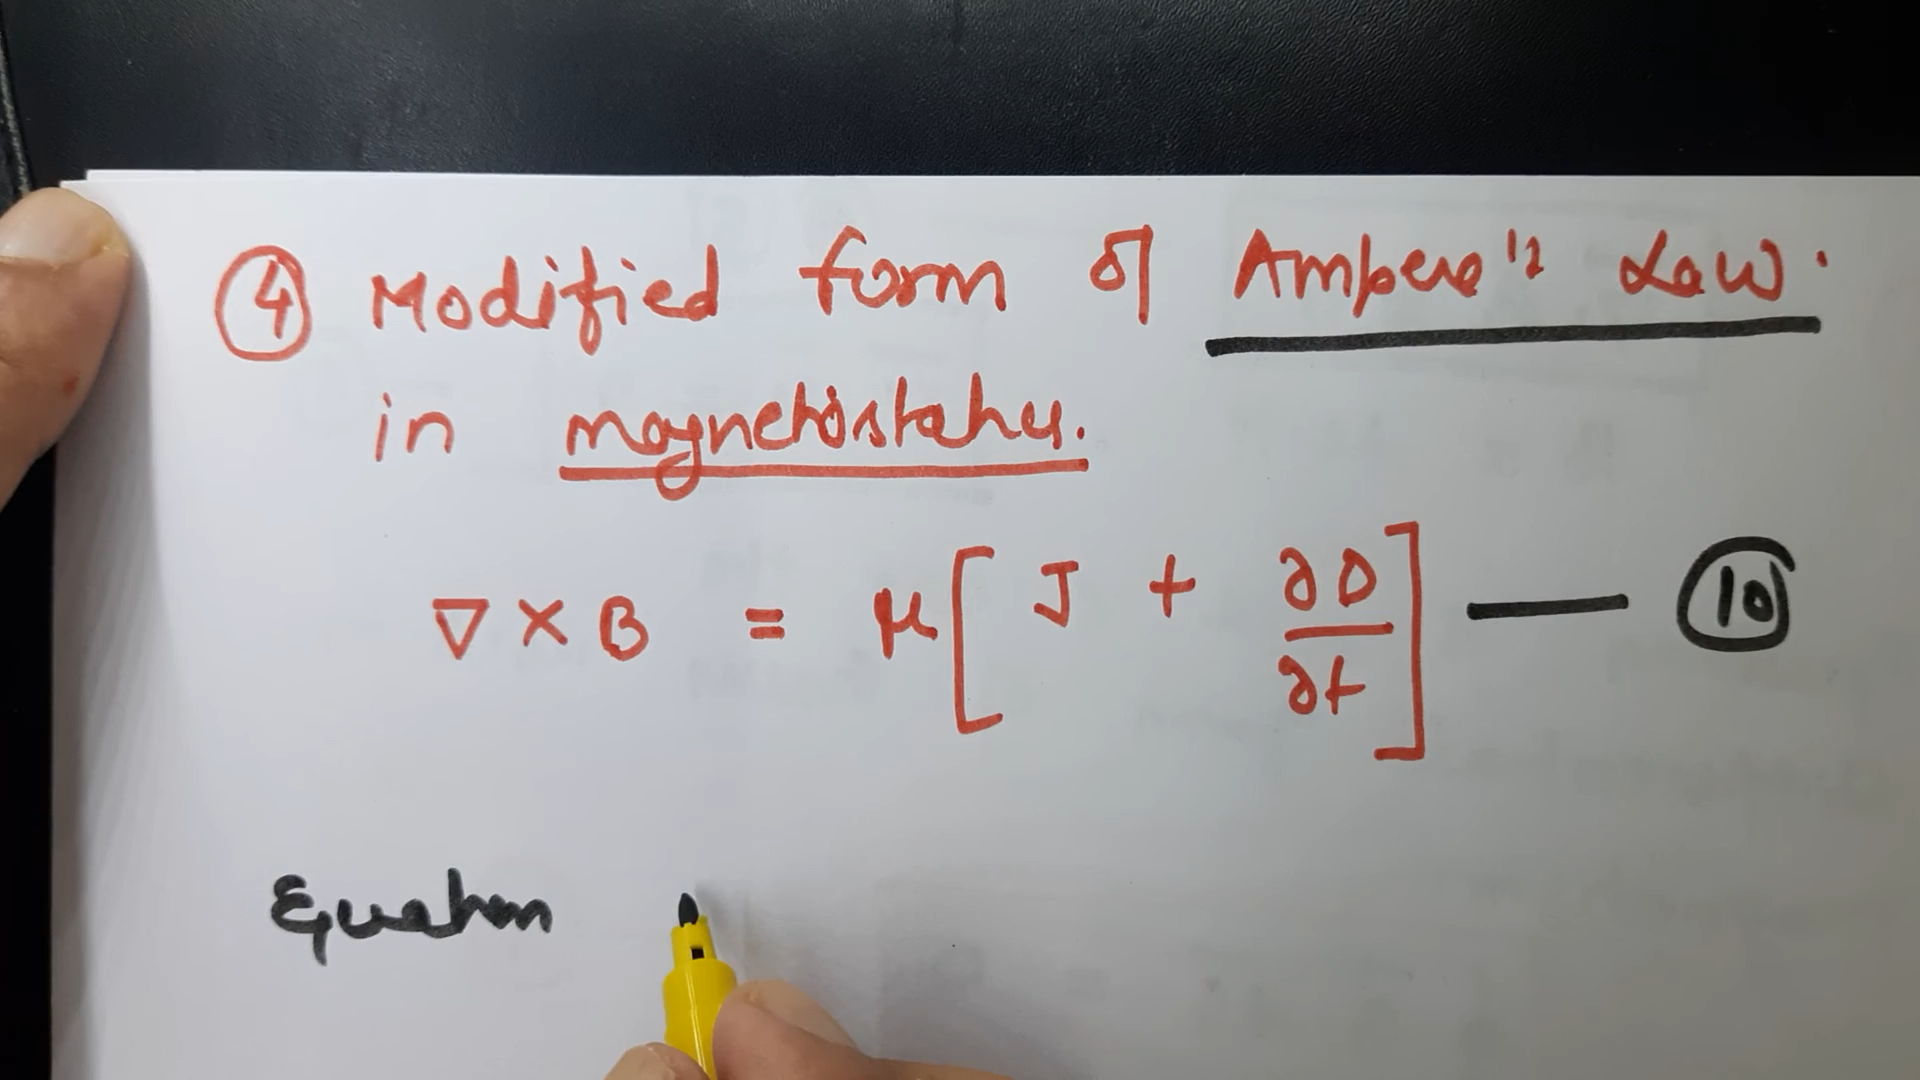 ④ Modified form of Ampere's Law.
in magnetostatics.
∇ × B = μ[ J + ∂D/∂t ] — ⑩
Equation